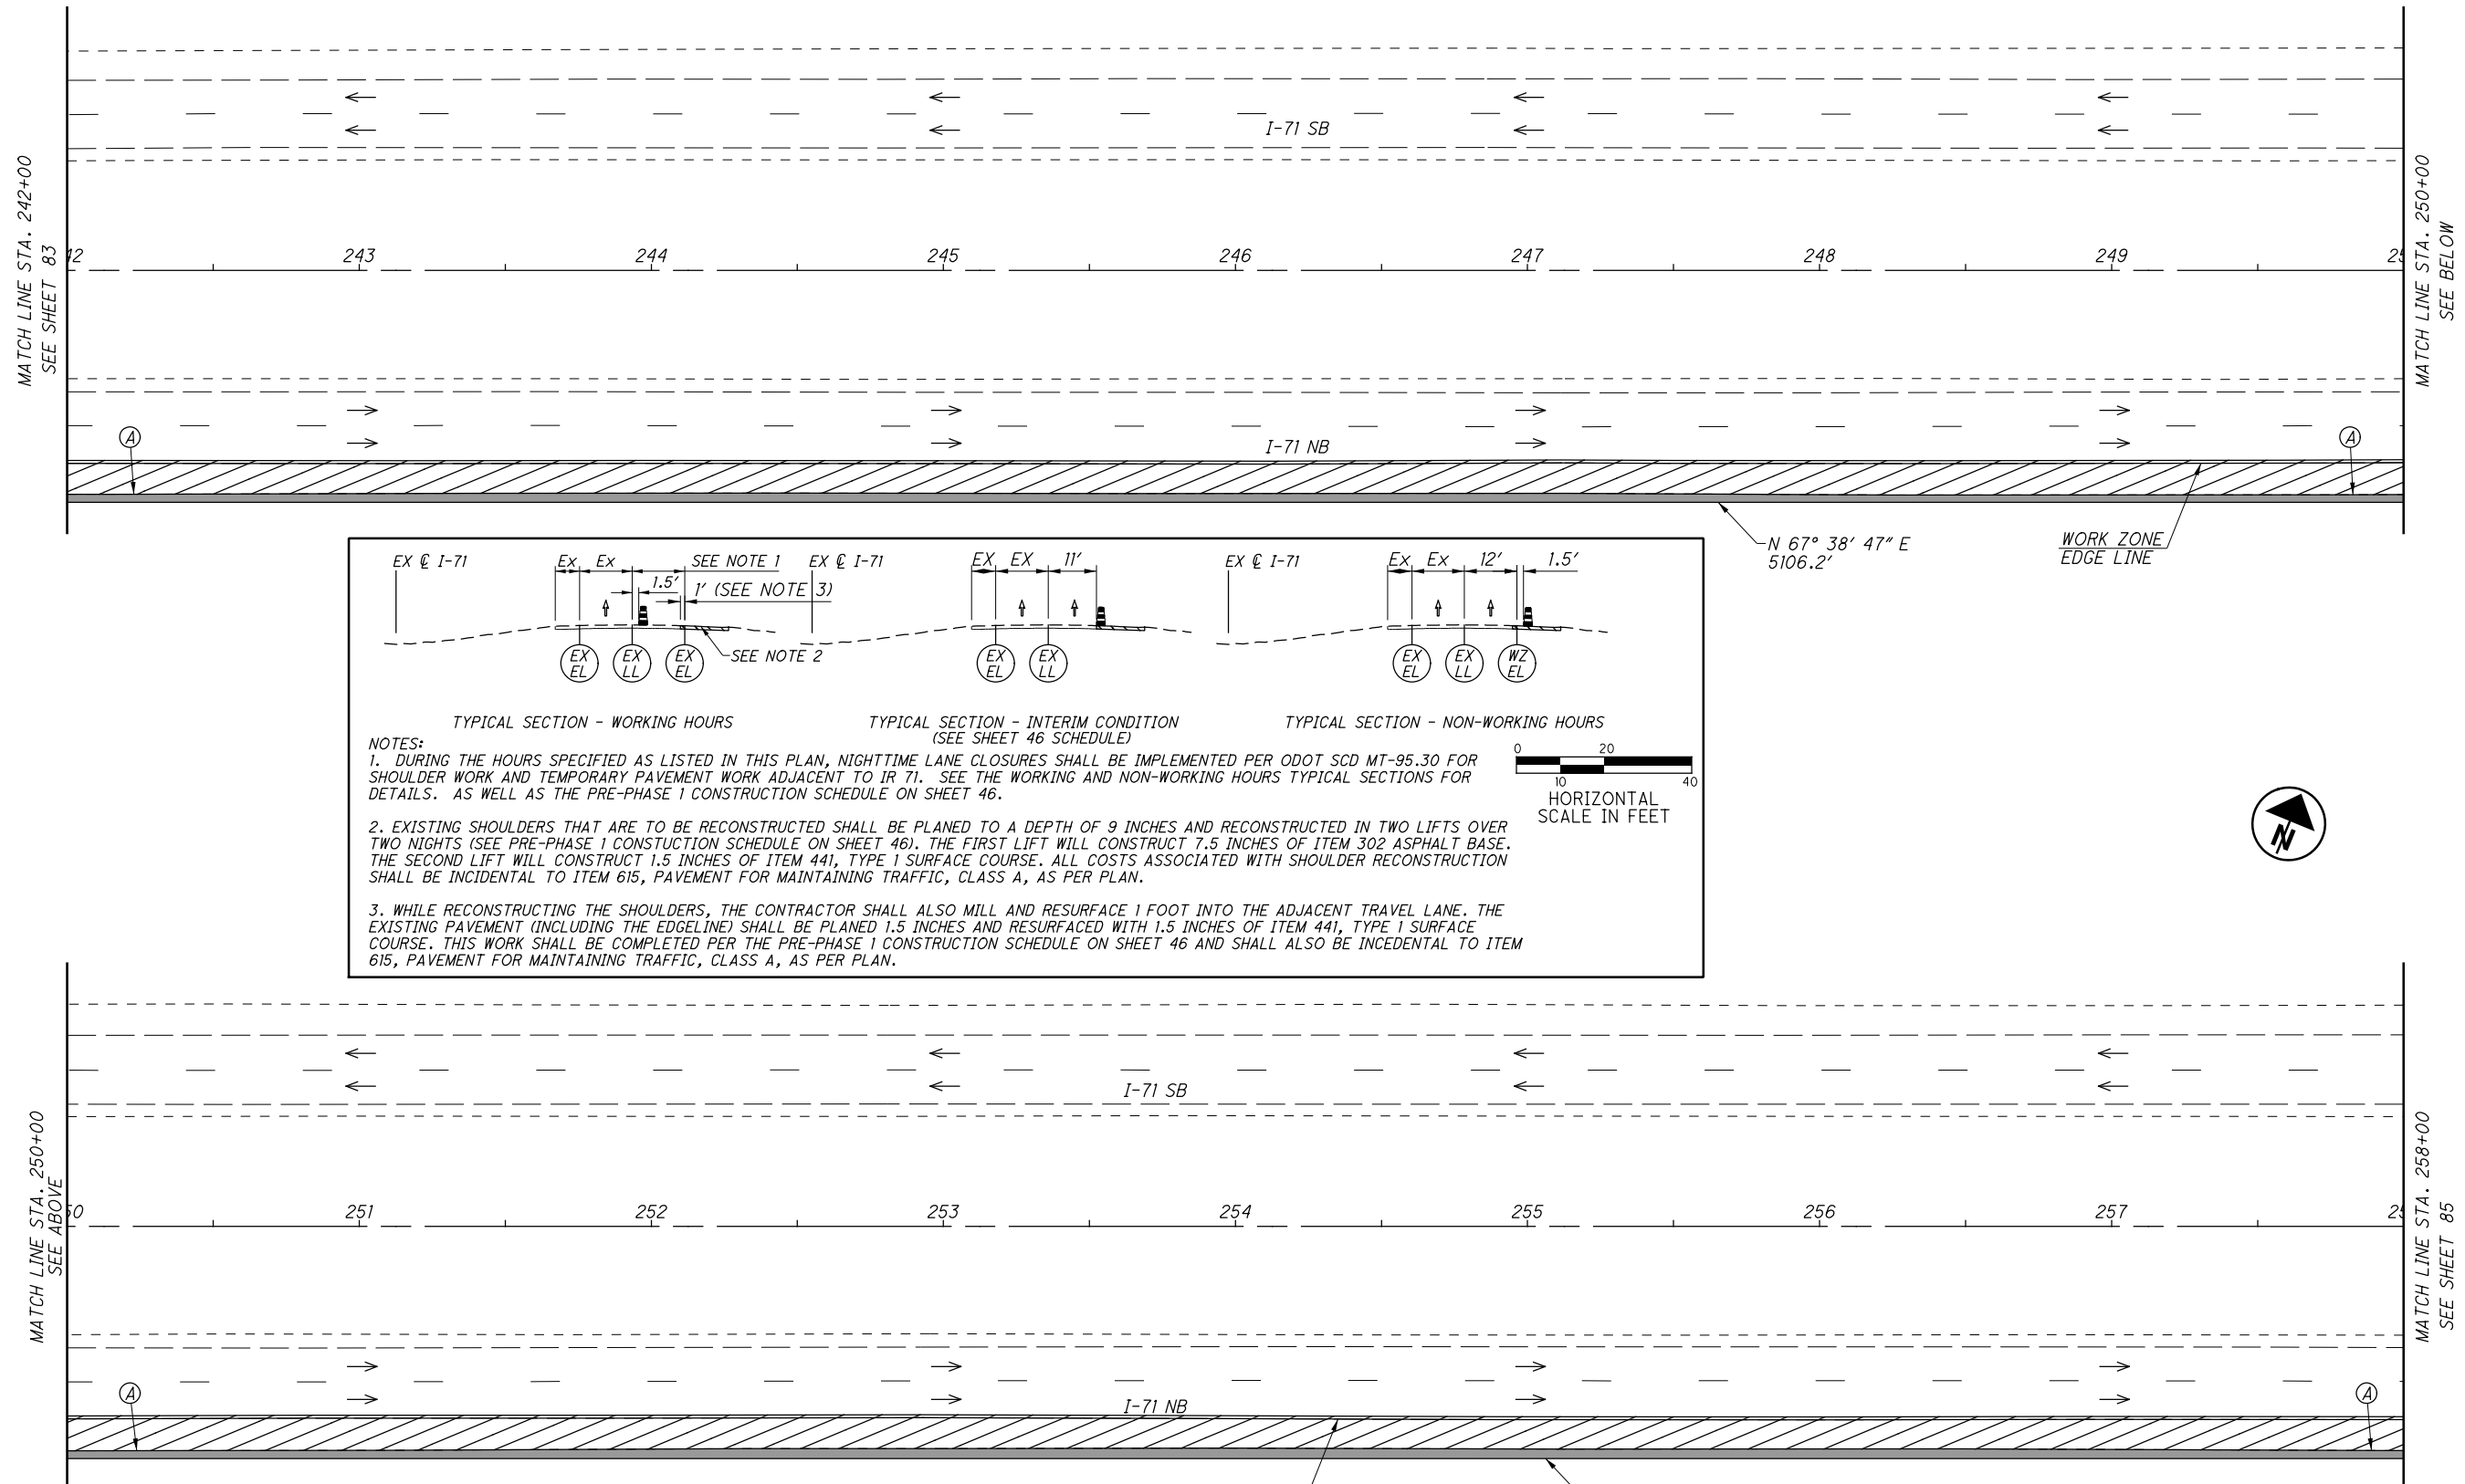 MATCH LINE STA. 242+00
SEE SHEET 83
I-71 SB
42 243 244 245 246 247 248 249 25
I-71 NB
A
A
MATCH LINE STA. 250+00
SEE BELOW
N 67° 38' 47" E
5106.2'
WORK ZONE
EDGE LINE
EX ℄ I-71
Ex Ex SEE NOTE 1
1.5'
1' (SEE NOTE 3)
SEE NOTE 2
EX
EL
EX
LL
EX
EL
TYPICAL SECTION - WORKING HOURS
EX ℄ I-71
EX EX 11'
EX
EL
EX
LL
TYPICAL SECTION - INTERIM CONDITION
(SEE SHEET 46 SCHEDULE)
EX ℄ I-71
Ex Ex 12' 1.5'
EX
EL
EX
LL
WZ
EL
TYPICAL SECTION - NON-WORKING HOURS
NOTES:
1. DURING THE HOURS SPECIFIED AS LISTED IN THIS PLAN, NIGHTTIME LANE CLOSURES SHALL BE IMPLEMENTED PER ODOT SCD MT-95.30 FOR
SHOULDER WORK AND TEMPORARY PAVEMENT WORK ADJACENT TO IR 71. SEE THE WORKING AND NON-WORKING HOURS TYPICAL SECTIONS FOR
DETAILS. AS WELL AS THE PRE-PHASE 1 CONSTRUCTION SCHEDULE ON SHEET 46.
2. EXISTING SHOULDERS THAT ARE TO BE RECONSTRUCTED SHALL BE PLANED TO A DEPTH OF 9 INCHES AND RECONSTRUCTED IN TWO LIFTS OVER
TWO NIGHTS (SEE PRE-PHASE 1 CONSTUCTION SCHEDULE ON SHEET 46). THE FIRST LIFT WILL CONSTRUCT 7.5 INCHES OF ITEM 302 ASPHALT BASE.
THE SECOND LIFT WILL CONSTRUCT 1.5 INCHES OF ITEM 441, TYPE 1 SURFACE COURSE. ALL COSTS ASSOCIATED WITH SHOULDER RECONSTRUCTION
SHALL BE INCIDENTAL TO ITEM 615, PAVEMENT FOR MAINTAINING TRAFFIC, CLASS A, AS PER PLAN.
3. WHILE RECONSTRUCTING THE SHOULDERS, THE CONTRACTOR SHALL ALSO MILL AND RESURFACE 1 FOOT INTO THE ADJACENT TRAVEL LANE. THE
EXISTING PAVEMENT (INCLUDING THE EDGELINE) SHALL BE PLANED 1.5 INCHES AND RESURFACED WITH 1.5 INCHES OF ITEM 441, TYPE 1 SURFACE
COURSE. THIS WORK SHALL BE COMPLETED PER THE PRE-PHASE 1 CONSTRUCTION SCHEDULE ON SHEET 46 AND SHALL ALSO BE INCEDENTAL TO ITEM
615, PAVEMENT FOR MAINTAINING TRAFFIC, CLASS A, AS PER PLAN.
0 20
10 40
HORIZONTAL
SCALE IN FEET
N
MATCH LINE STA. 250+00
SEE ABOVE
I-71 SB
50 251 252 253 254 255 256 257 25
I-71 NB
A
A
MATCH LINE STA. 258+00
SEE SHEET 85